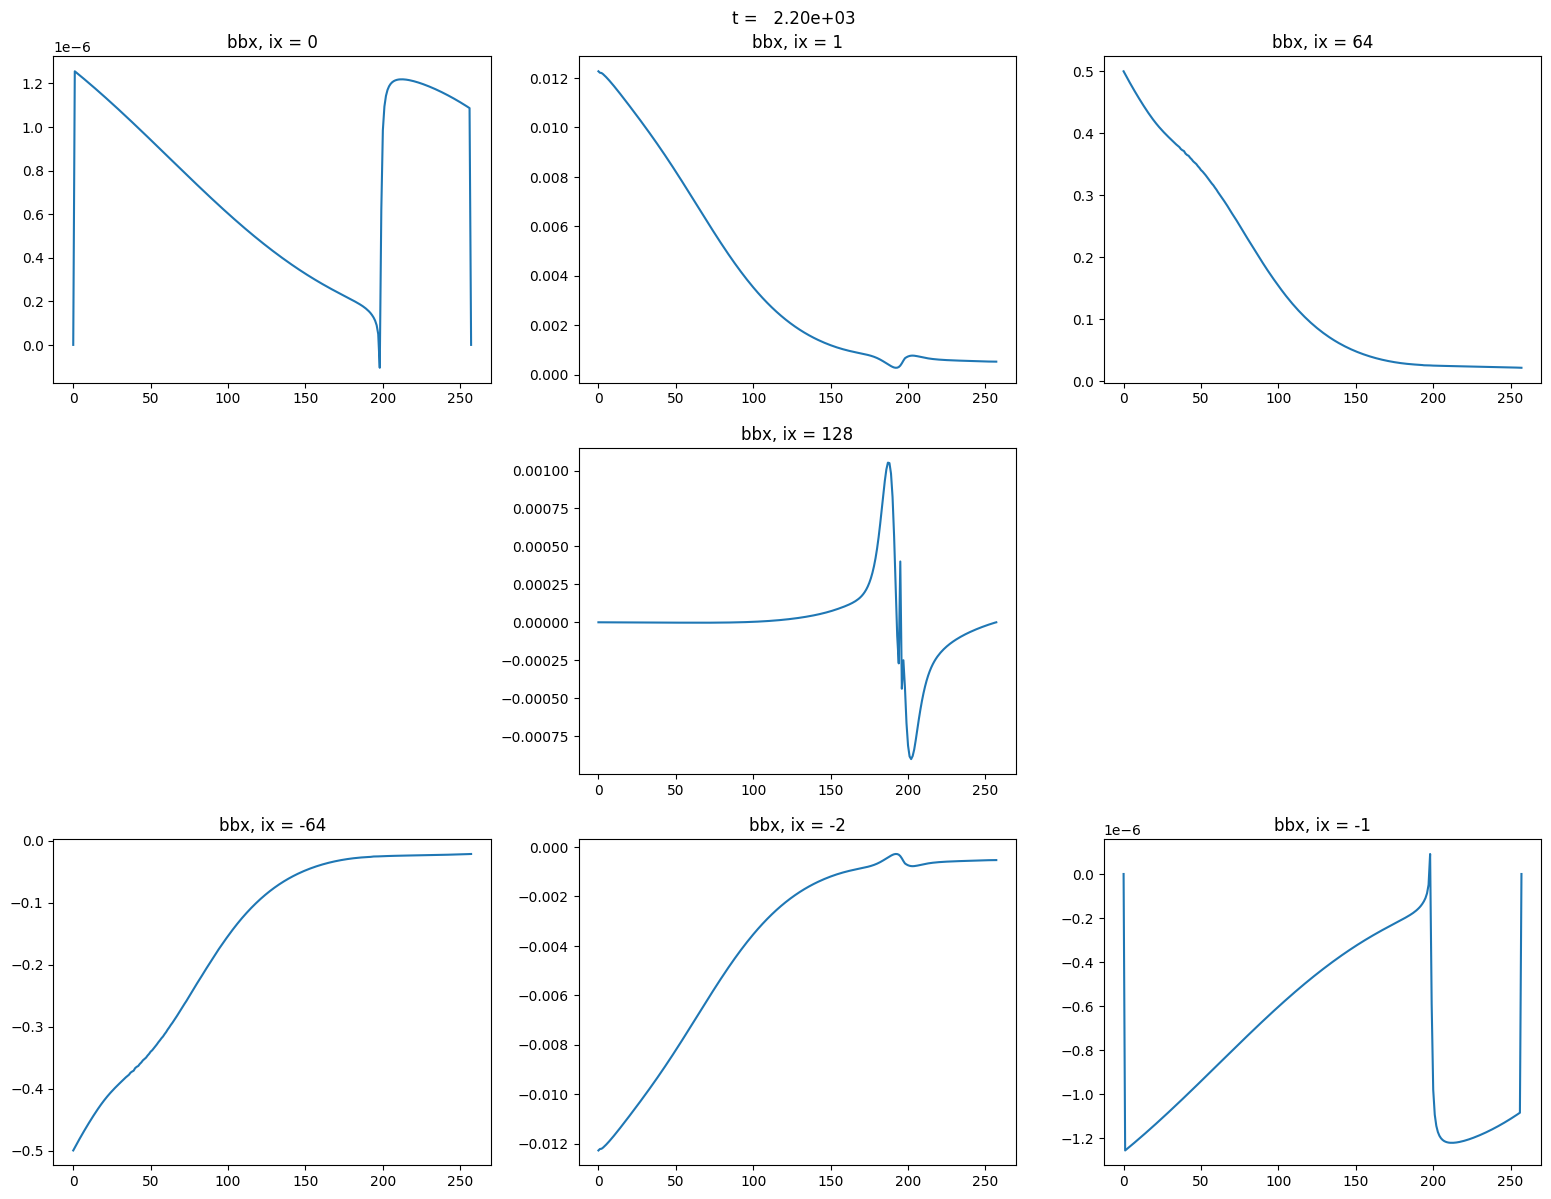 t =   2.20e+03
bbx, ix = 0
1e−6
1.2
1.0
0.8
0.6
0.4
0.2
0.0
0 50 100 150 200 250
bbx, ix = 1
0.012
0.010
0.008
0.006
0.004
0.002
0.000
0 50 100 150 200 250
bbx, ix = 64
0.5
0.4
0.3
0.2
0.1
0.0
0 50 100 150 200 250
bbx, ix = 128
0.00100
0.00075
0.00050
0.00025
0.00000
−0.00025
−0.00050
−0.00075
0 50 100 150 200 250
bbx, ix = -64
0.0
−0.1
−0.2
−0.3
−0.4
−0.5
0 50 100 150 200 250
bbx, ix = -2
0.000
−0.002
−0.004
−0.006
−0.008
−0.010
−0.012
0 50 100 150 200 250
bbx, ix = -1
1e−6
0.0
−0.2
−0.4
−0.6
−0.8
−1.0
−1.2
0 50 100 150 200 250